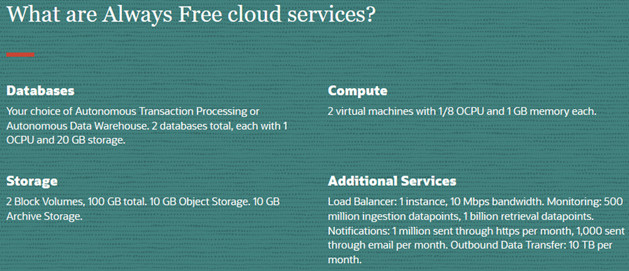 What are Always Free cloud services?
Databases
Your choice of Autonomous Transaction Processing or
Autonomous Data Warehouse. 2 databases total, each with 1
OCPU and 20 GB storage.
Compute
2 virtual machines with 1/8 OCPU and 1 GB memory each.
Storage
2 Block Volumes, 100 GB total. 10 GB Object Storage. 10 GB
Archive Storage.
Additional Services
Load Balancer: 1 instance, 10 Mbps bandwidth. Monitoring: 500
million ingestion datapoints, 1 billion retrieval datapoints.
Notifications: 1 million sent through https per month, 1,000 sent
through email per month. Outbound Data Transfer: 10 TB per
month.